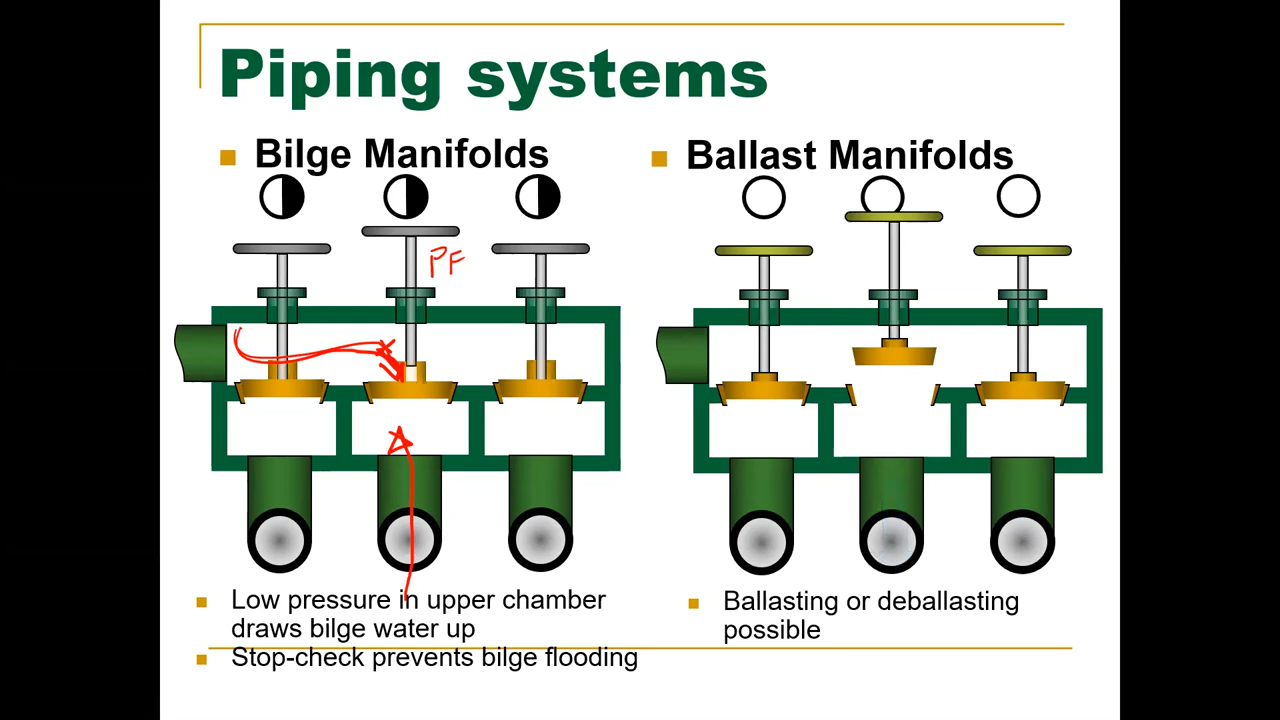 Piping systems
Bilge Manifolds
Ballast Manifolds
PF
Low pressure in upper chamber
draws bilge water up
Stop-check prevents bilge flooding
Ballasting or deballasting
possible